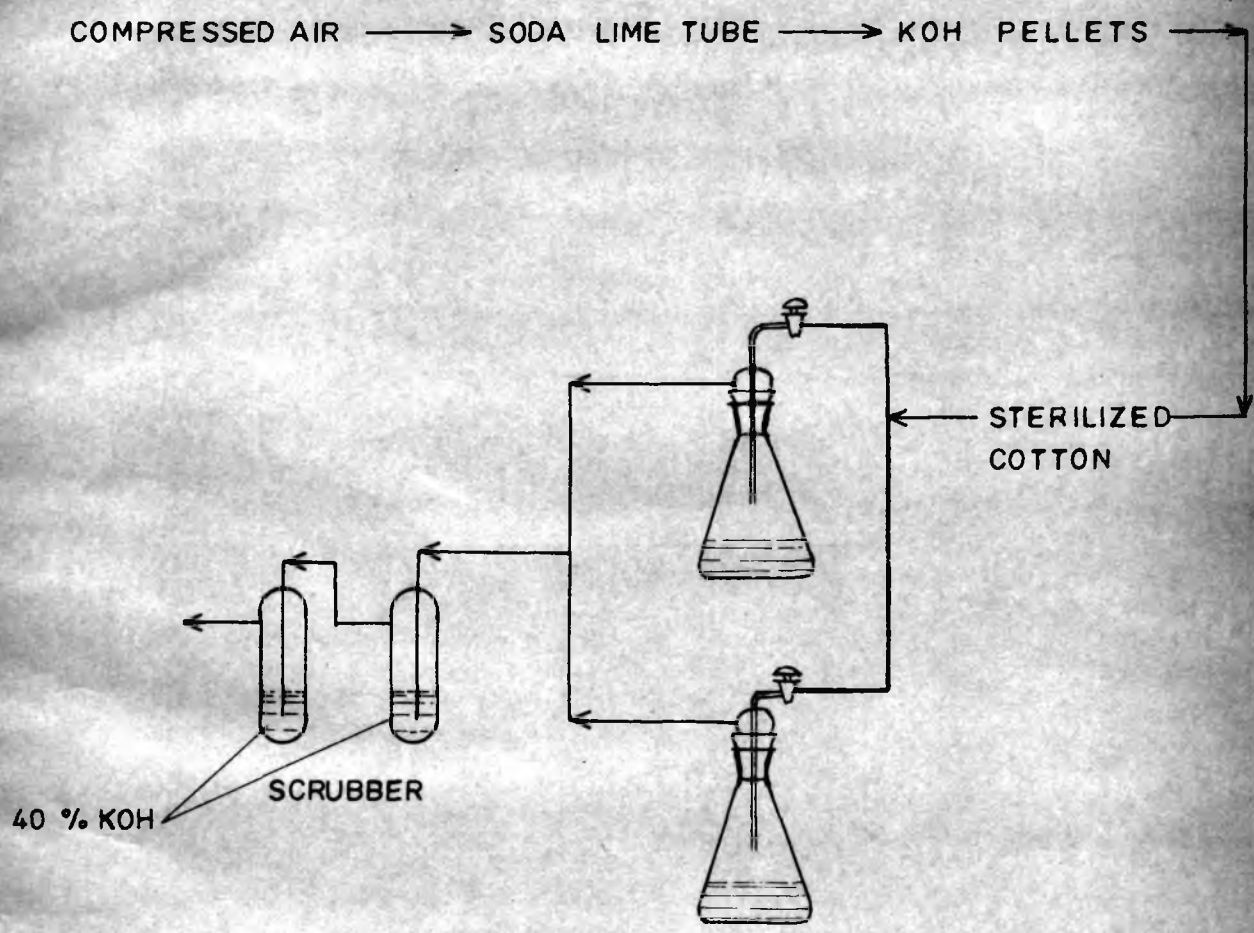 COMPRESSED AIR SODA LIME TUBE KOH PELLETS
STERILIZED
COTTON
SCRUBBER
40 % KOH